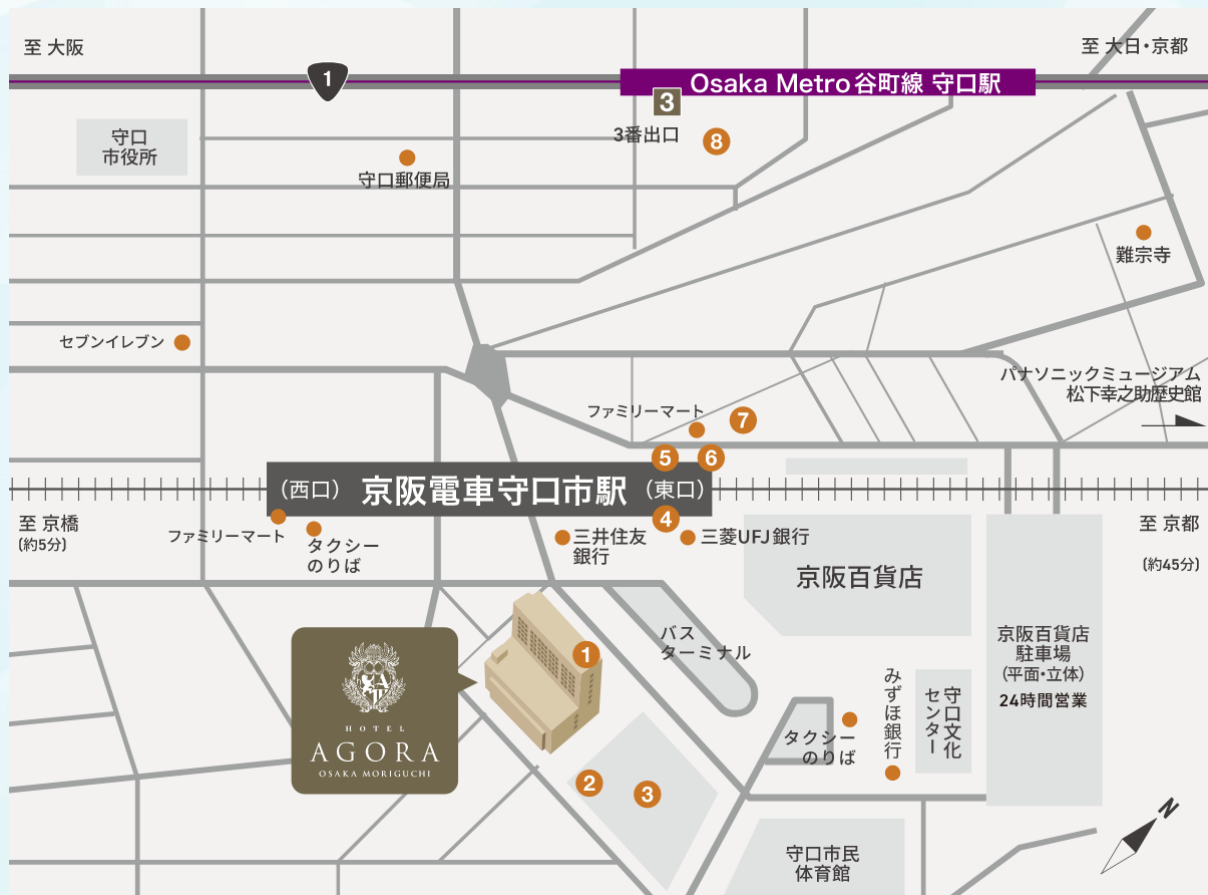 至 大阪
至 大日・京都
1
Osaka Metro谷町線 守口駅
3
3番出口
8
守口
市役所
守口郵便局
難宗寺
セブンイレブン
パナソニックミュージアム
松下幸之助歴史館
ファミリーマート
7
5
6
(西口) 京阪電車守口市駅 (東口)
4
至 京橋
(約5分)
ファミリーマート
タクシー
のりば
三井住友
銀行
三菱UFJ銀行
至 京都
(約45分)
京阪百貨店
京阪百貨店
駐車場
(平面・立体)
24時間営業
バス
ターミナル
1
HOTEL
AGORA
OSAKA MORIGUCHI
みずほ銀行
守口文化
センター
タクシー
のりば
2
3
守口市民
体育館
N